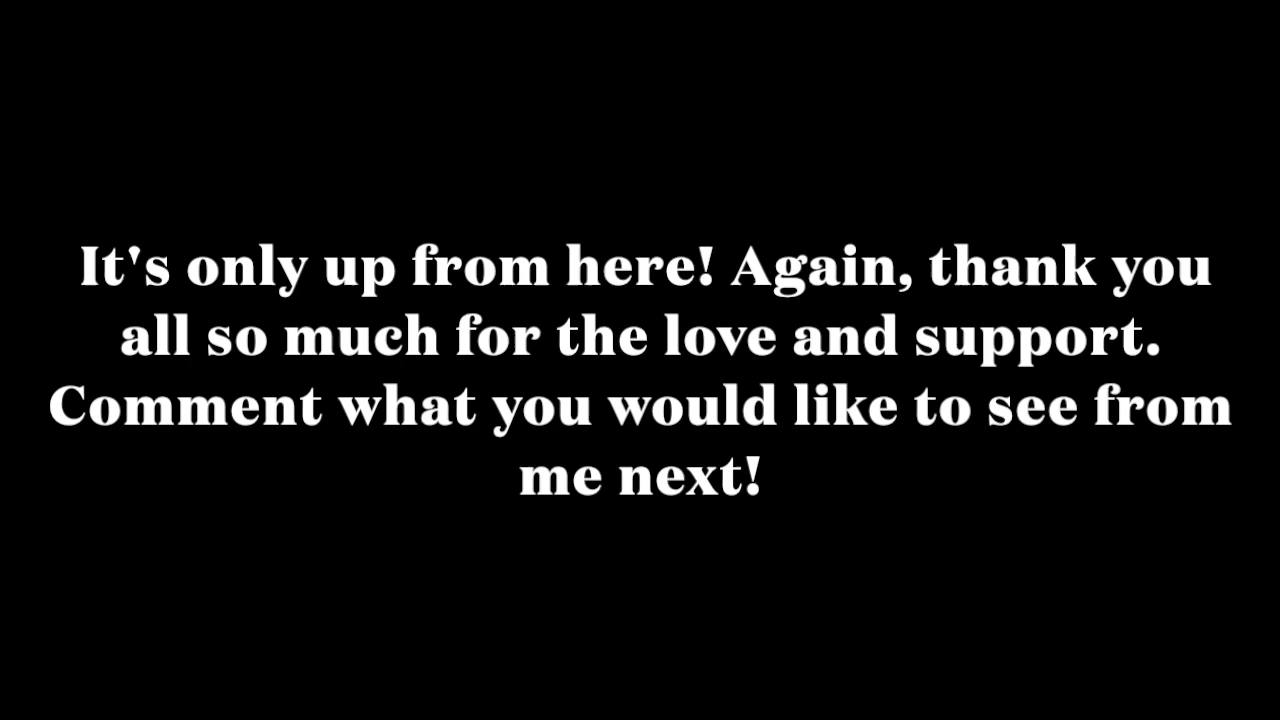 It's only up from here! Again, thank you
all so much for the love and support.
Comment what you would like to see from
me next!